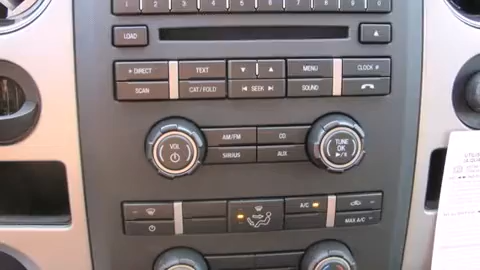 1 2 3 4 5 6 7 8 9 0
LOAD
DIRECT TEXT MENU CLOCK
SCAN CAT/FOLD SEEK SOUND
VOL AM/FM CD TUNE
OK
SIRIUS AUX
A/C
MAX A/C